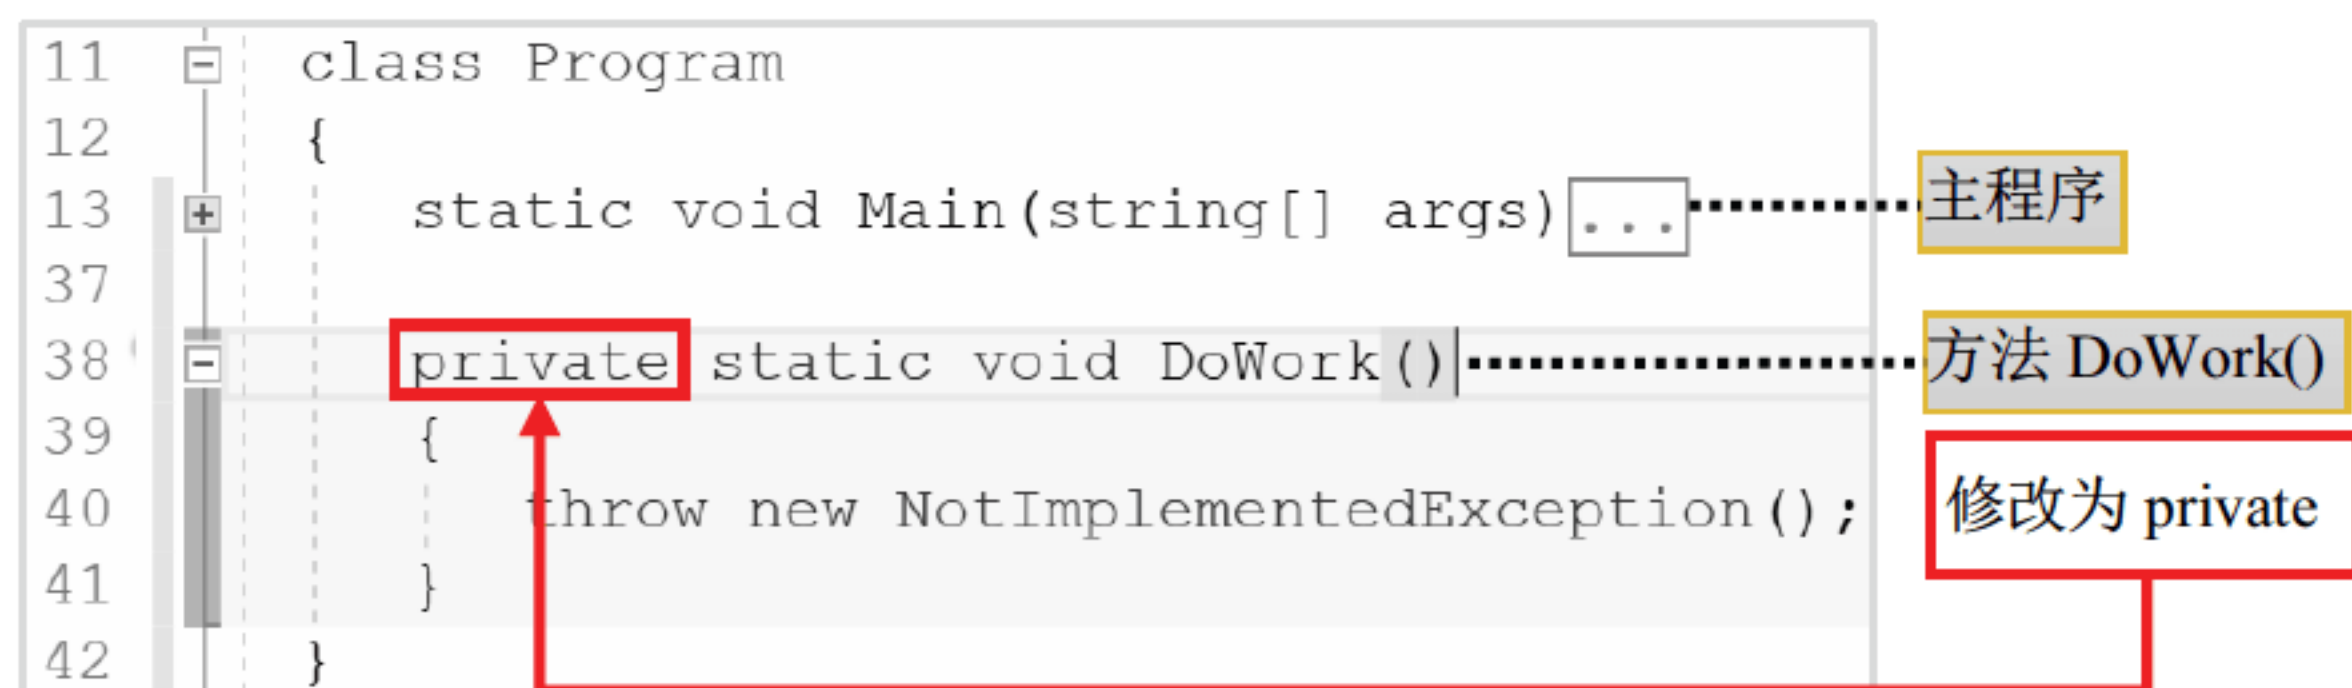 11 class Program
12 {
13 static void Main(string[] args)... 主程序
37
38 private static void DoWork() 方法 DoWork()
39 {
修改为 private
40 throw new NotImplementedException();
41 }
42 }